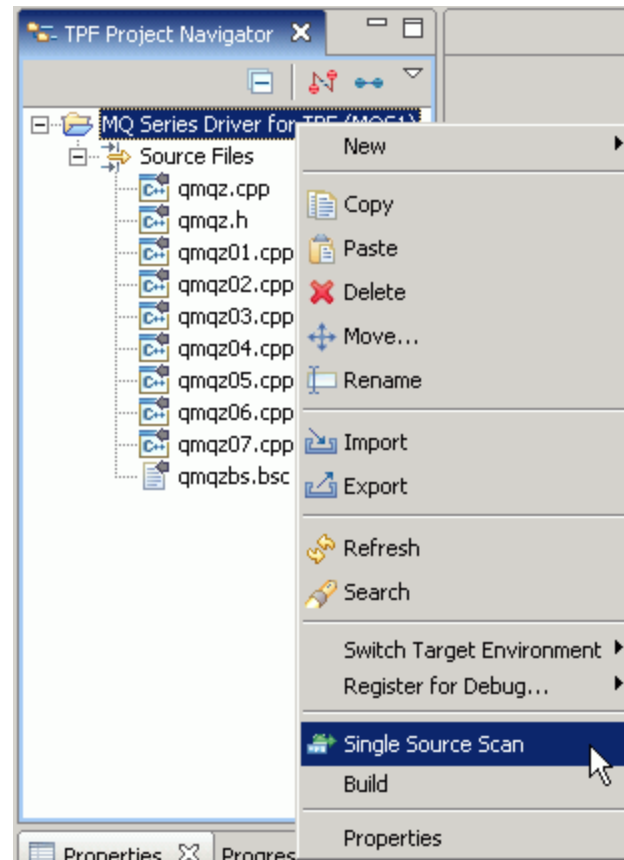 TPF Project Navigator
MQ Series Driver for TPF (MQS1)
Source Files
qmqz.cpp
qmqz.h
qmqz01.cpp
qmqz02.cpp
qmqz03.cpp
qmqz04.cpp
qmqz05.cpp
qmqz06.cpp
qmqz07.cpp
qmqzbs.bsc
New
Copy
Paste
Delete
Move...
Rename
Import
Export
Refresh
Search
Switch Target Environment
Register for Debug...
Single Source Scan
Build
Properties
Properties Progres